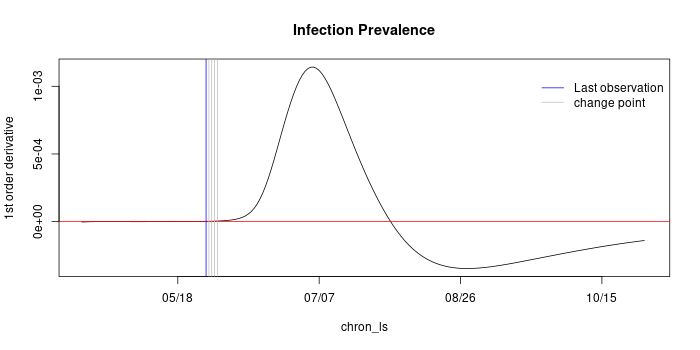 Infection Prevalence
1st order derivative
1e-03
5e-04
0e+00
Last observation
change point
05/18
07/07
08/26
10/15
chron_ls